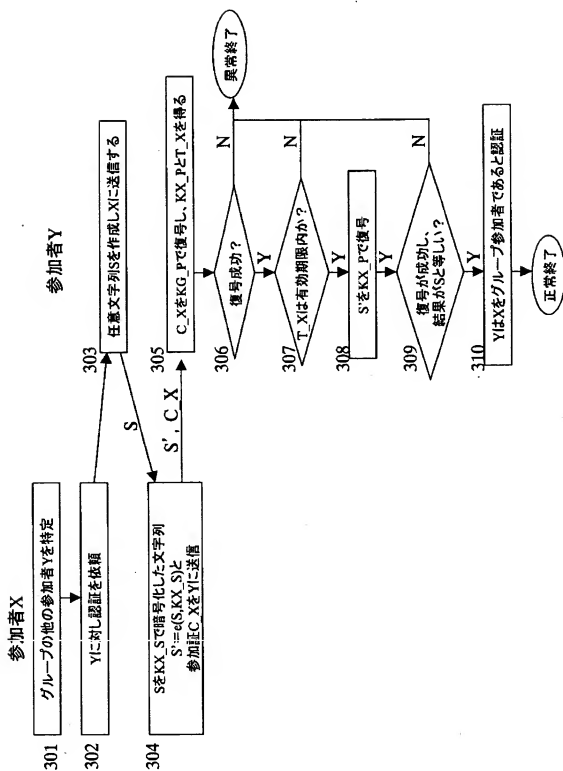 参加者X
参加者Y
301
グループの他の参加者Yを特定
302
Yに対し認証を依頼
303
任意文字列Sを作成しXに送信する
S
304
SをKX_Sで暗号化した文字列
S':=e(S,KX_S)と
参加証C_XをYに送信
S', C_X
305
C_XをKG_Pで復号し、KX_PとT_Xを得る
306
復号成功?
N
異常終了
Y
307
T_Xは有効期限内か?
N
Y
308
S'をKX_Pで復号
Y
309
復号が成功し、
結果がSと等しい?
N
Y
310
YはXをグループ参加者であると認証
正常終了